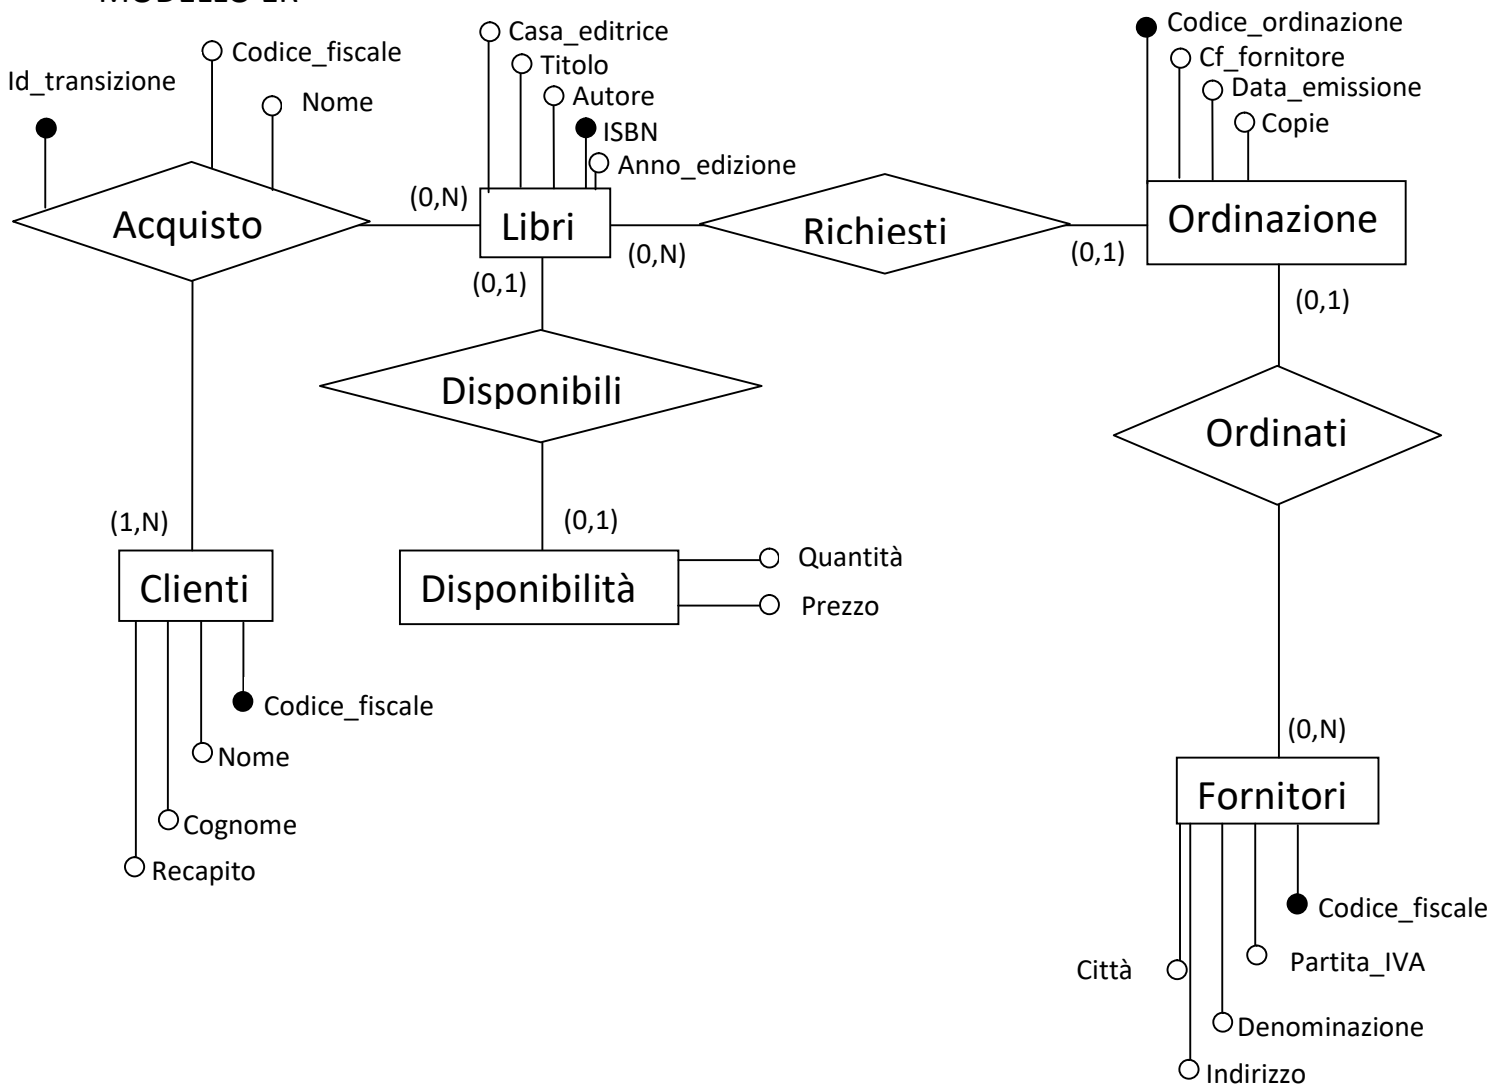 MODELLO ER
Casa_editrice
Codice_ordinazione
Codice_fiscale
Titolo
Cf_fornitore
Id_transizione
Nome
Autore
Data_emissione
ISBN
Copie
Anno_edizione
(0,N)
Acquisto
Libri
Richiesti
Ordinazione
(0,N)
(0,1)
(0,1)
(0,1)
Disponibili
Ordinati
(1,N)
(0,1)
Clienti
Disponibilità
Quantità
Prezzo
Codice_fiscale
Nome
Cognome
Recapito
(0,N)
Fornitori
Codice_fiscale
Partita_IVA
Città
Denominazione
Indirizzo